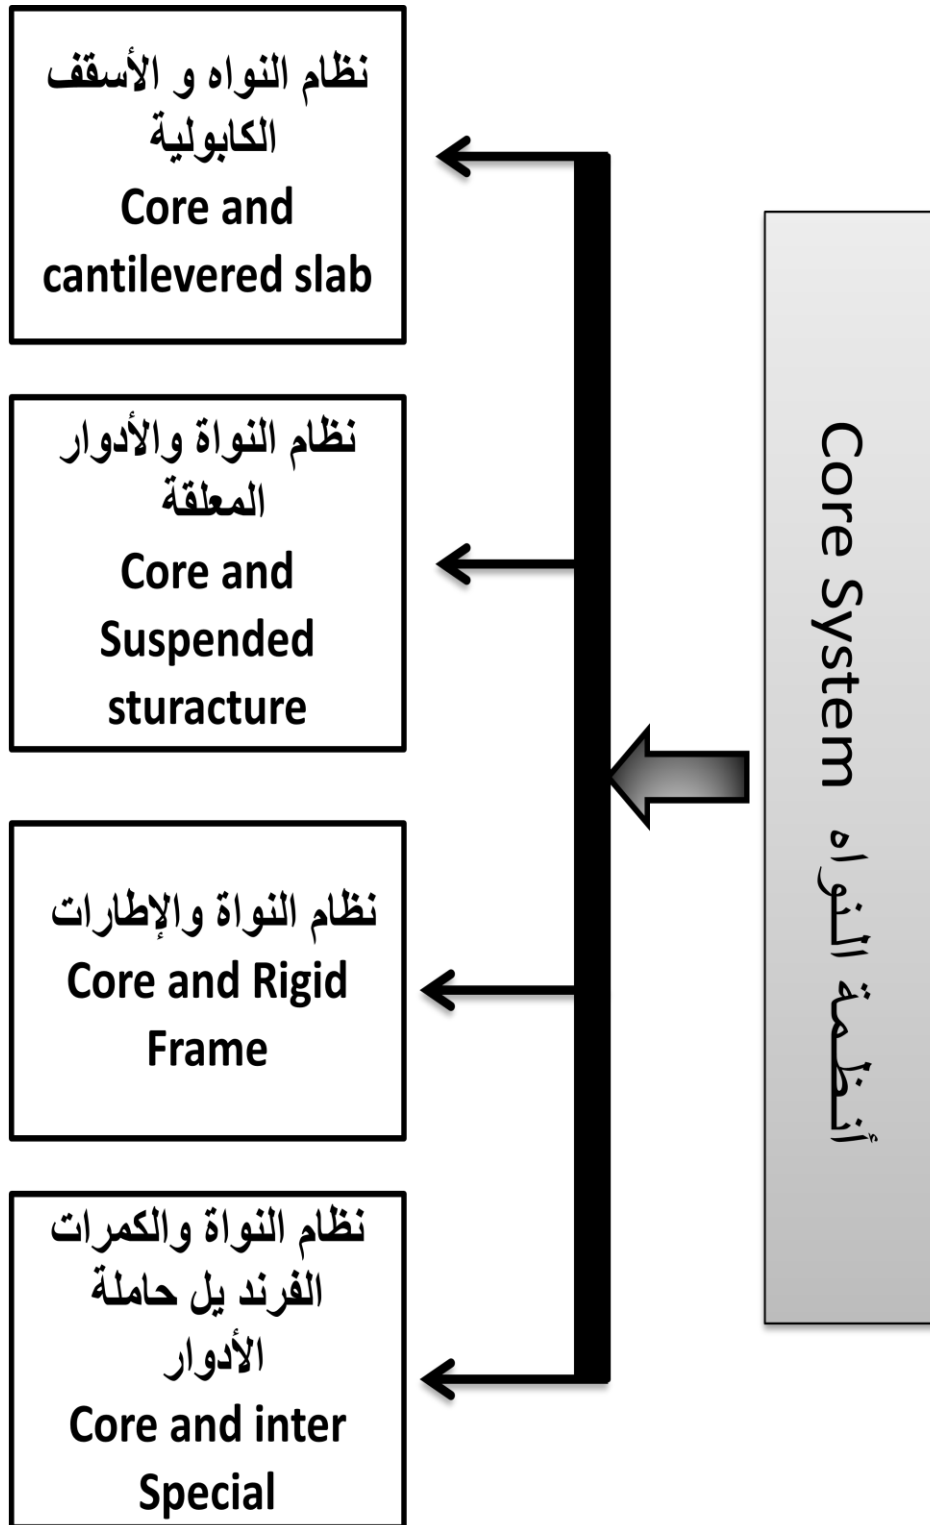 أنظمة النواه Core System
نظام النواه و الأسقف
الكابولية
Core and
cantilevered slab
نظام النواة والأدوار
المعلقة
Core and
Suspended
sturacture
نظام النواة والإطارات
Core and Rigid
Frame
نظام النواة والكمرات
الفرند يل حاملة
الأدوار
Core and inter
Special